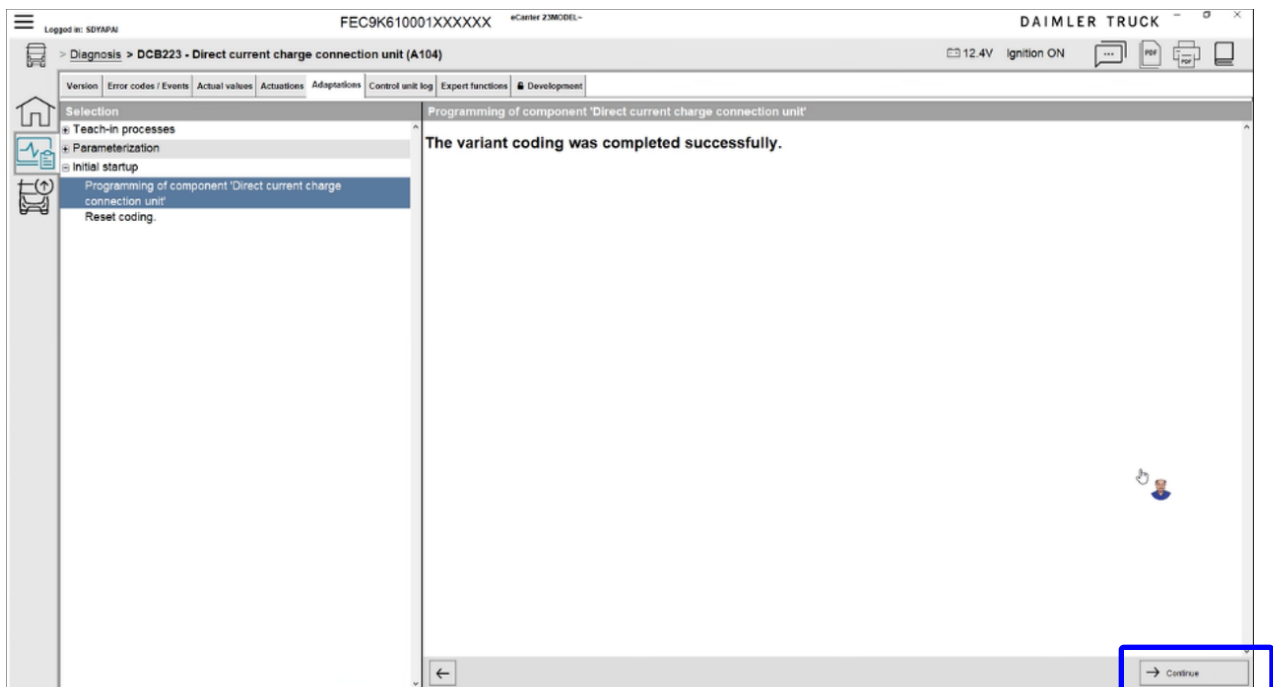 Logged in: SDYAPAI
FEC9K610001XXXXXX
eCanter 23MODEL~
DAIMLER TRUCK
> Diagnosis > DCB223 - Direct current charge connection unit (A104)
12.4V Ignition ON
PDF
PDF
Version Error codes / Events Actual values Actuations Adaptations Control unit log Expert functions Development
Selection
Teach-in processes
Parameterization
Initial startup
Programming of component 'Direct current charge
connection unit'
Reset coding.
Programming of component 'Direct current charge connection unit'
The variant coding was completed successfully.
Continue